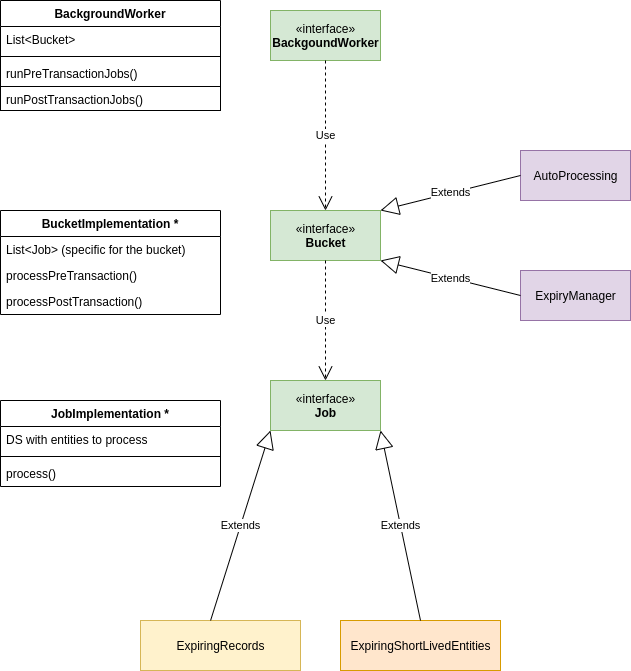 BackgroundWorker
List<Bucket>
runPreTransactionJobs()
runPostTransactionJobs()
«interface»
BackgoundWorker
Use
AutoProcessing
Extends
BucketImplementation *
List<Job> (specific for the bucket)
processPreTransaction()
processPostTransaction()
«interface»
Bucket
Extends
ExpiryManager
Use
JobImplementation *
DS with entities to process
process()
«interface»
Job
Extends
Extends
ExpiringRecords
ExpiringShortLivedEntities